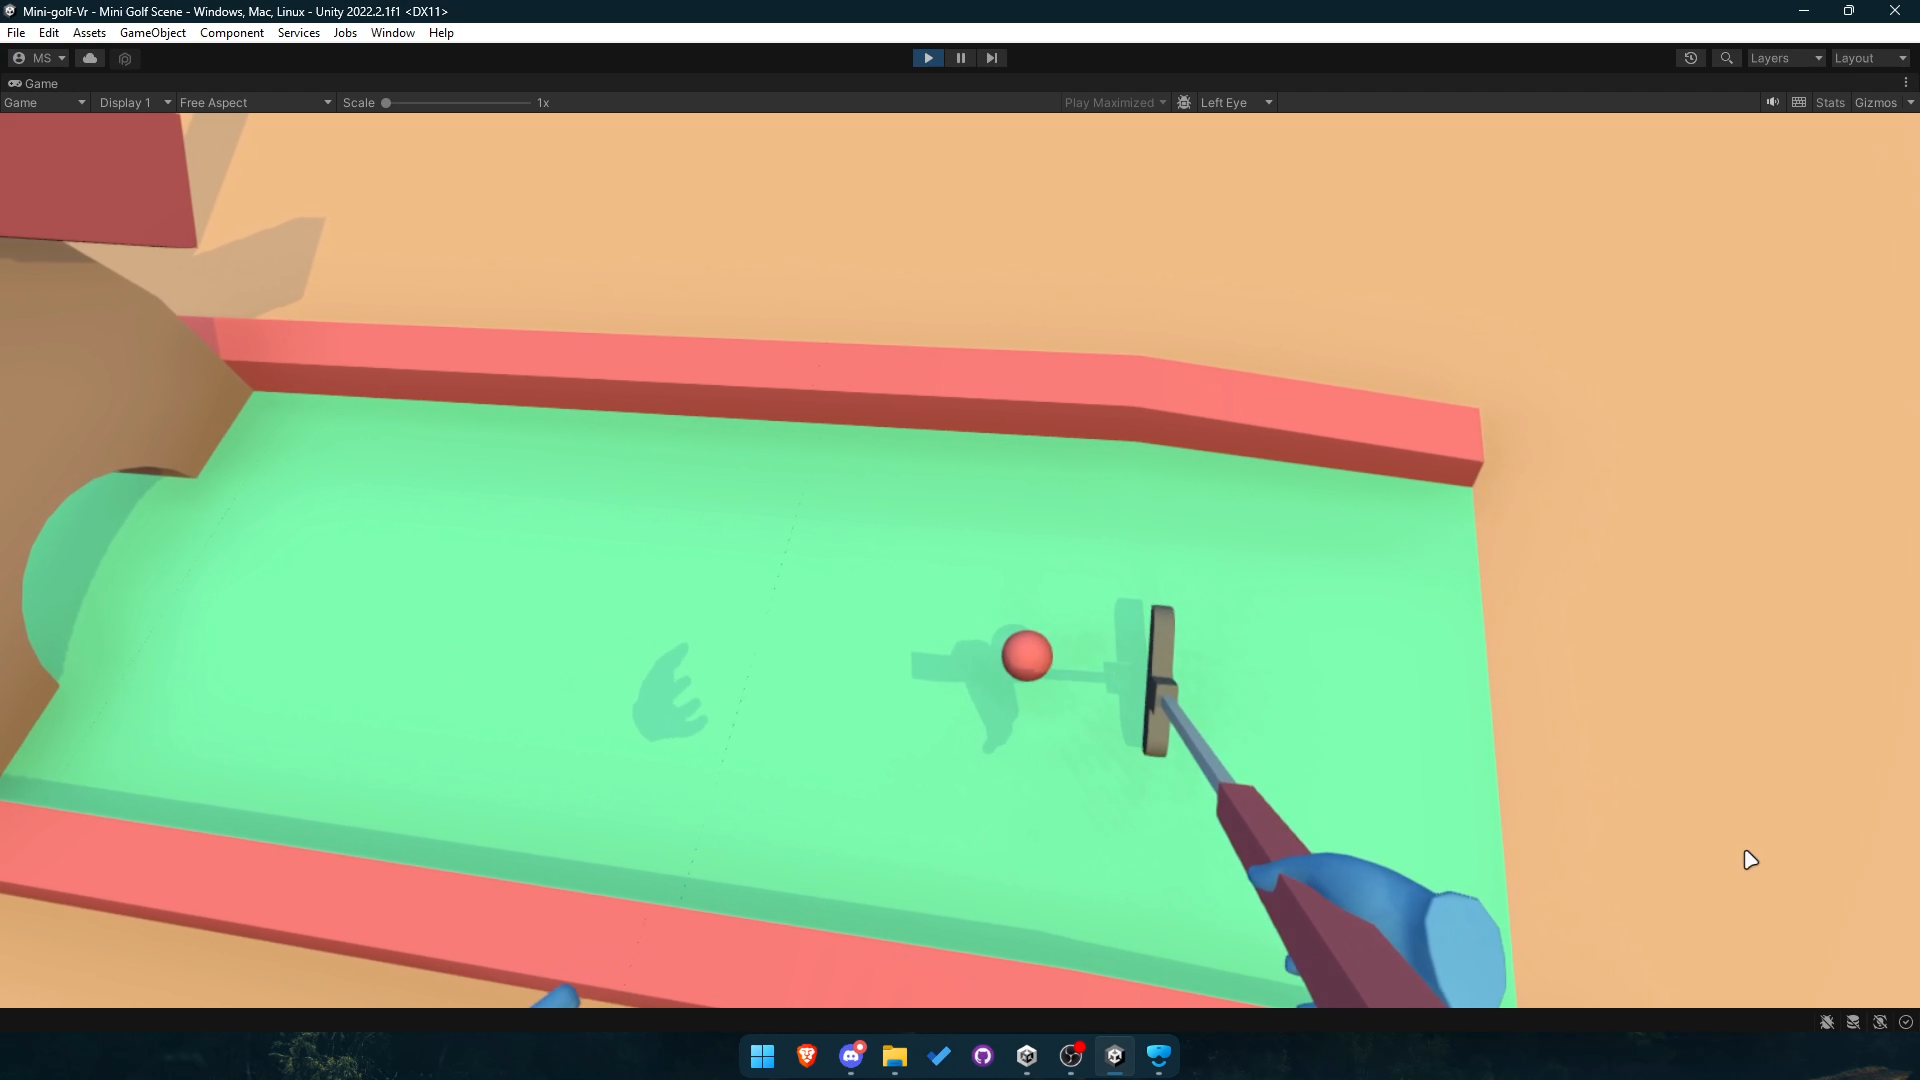 Mini-golf-Vr - Mini Golf Scene - Windows, Mac, Linux - Unity 2022.2.1f1 <DX11>
File Edit Assets GameObject Component Services Jobs Window Help
MS Layers Layout
Game
Game Display 1 Free Aspect Scale 1x Play Maximized Left Eye Stats Gizmos